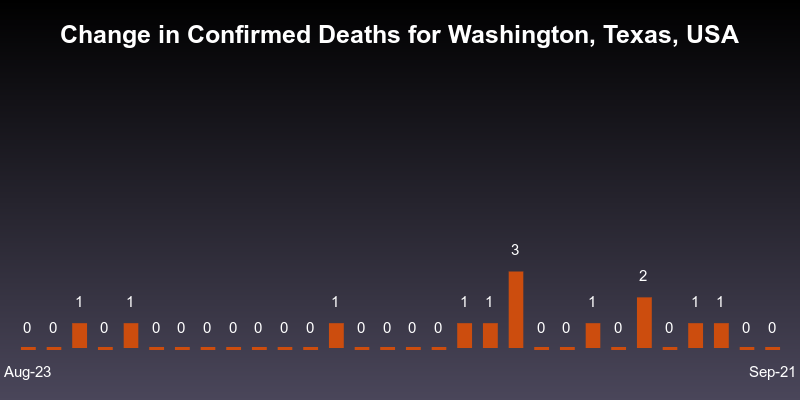 Change in Confirmed Deaths for Washington, Texas, USA
3
2
1 1 1 1 1 1 1 1
0 0 0 0 0 0 0 0 0 0 0 0 0 0 0 0 0 0 0 0
Aug-23 Sep-21